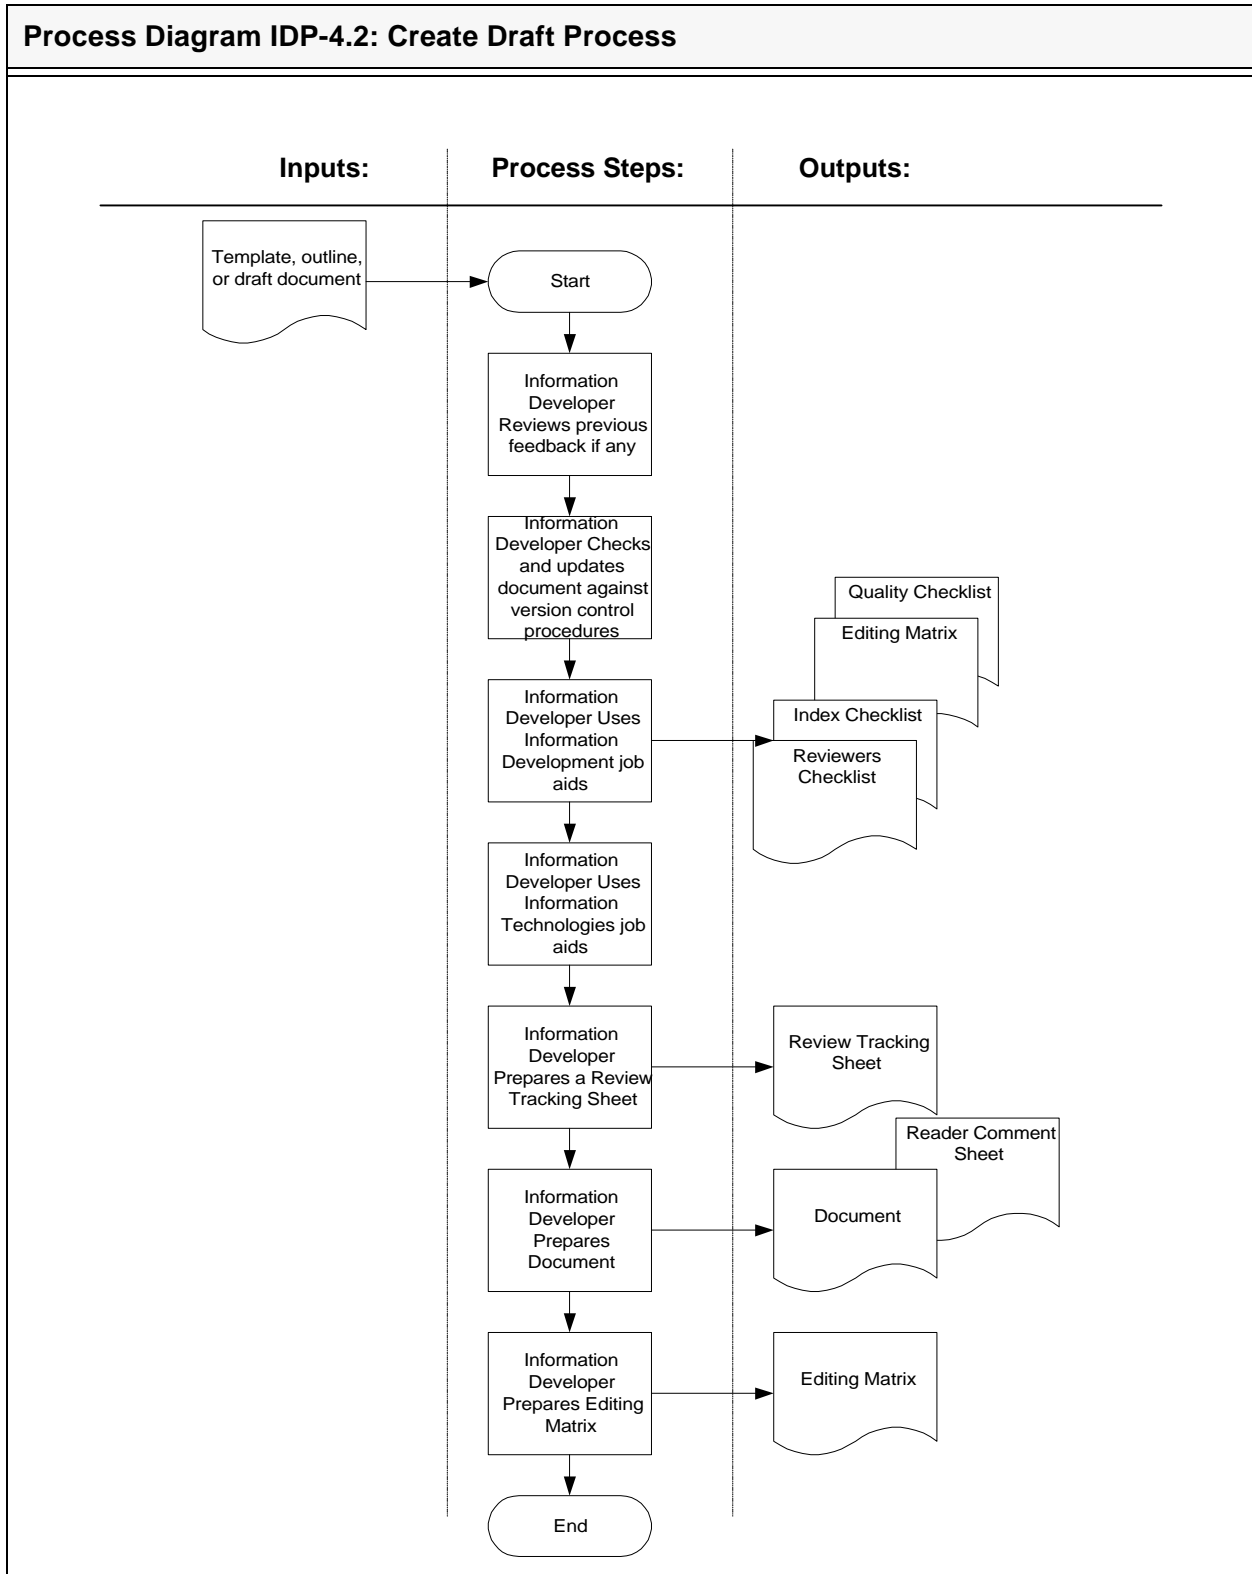 Process Diagram IDP-4.2: Create Draft Process
Inputs:
Process Steps:
Outputs:
Template, outline,
or draft document
Start
Information
Developer
Reviews previous
feedback if any
Information
Developer Checks
and updates
document against
version control
procedures
Quality Checklist
Editing Matrix
Information
Developer Uses
Information
Development job
aids
Index Checklist
Reviewers
Checklist
Information
Developer Uses
Information
Technologies job
aids
Information
Developer
Prepares a Review
Tracking Sheet
Review Tracking
Sheet
Reader Comment
Sheet
Information
Developer
Prepares
Document
Document
Information
Developer
Prepares Editing
Matrix
Editing Matrix
End